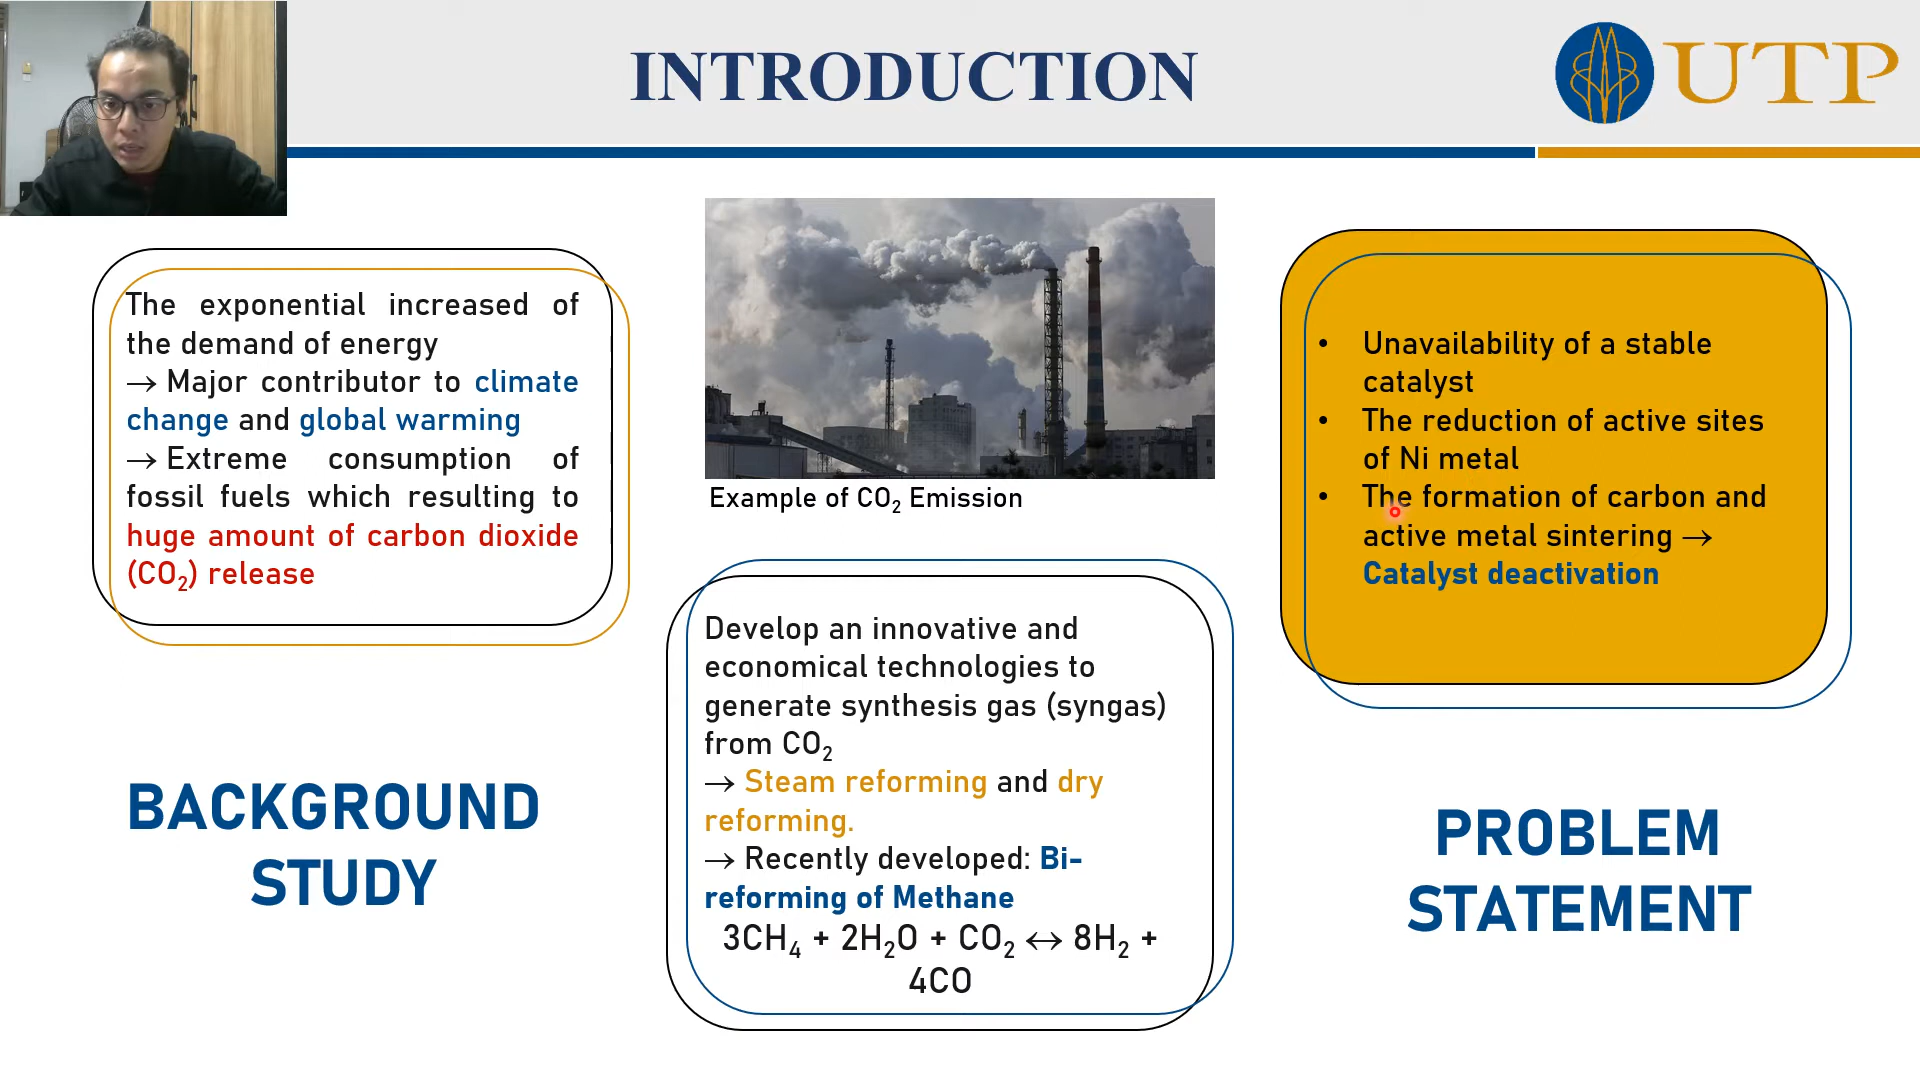 INTRODUCTION
UTP
The exponential increased of
the demand of energy
→ Major contributor to climate
change and global warming
→ Extreme consumption of
fossil fuels which resulting to
huge amount of carbon dioxide
(CO₂) release
BACKGROUND
STUDY
Example of CO₂ Emission
Develop an innovative and
economical technologies to
generate synthesis gas (syngas)
from CO₂
→ Steam reforming and dry
reforming.
→ Recently developed: Bi-
reforming of Methane
3CH₄ + 2H₂O + CO₂ ↔ 8H₂ +
4CO
• Unavailability of a stable
catalyst
• The reduction of active sites
of Ni metal
• The formation of carbon and
active metal sintering →
Catalyst deactivation
PROBLEM
STATEMENT